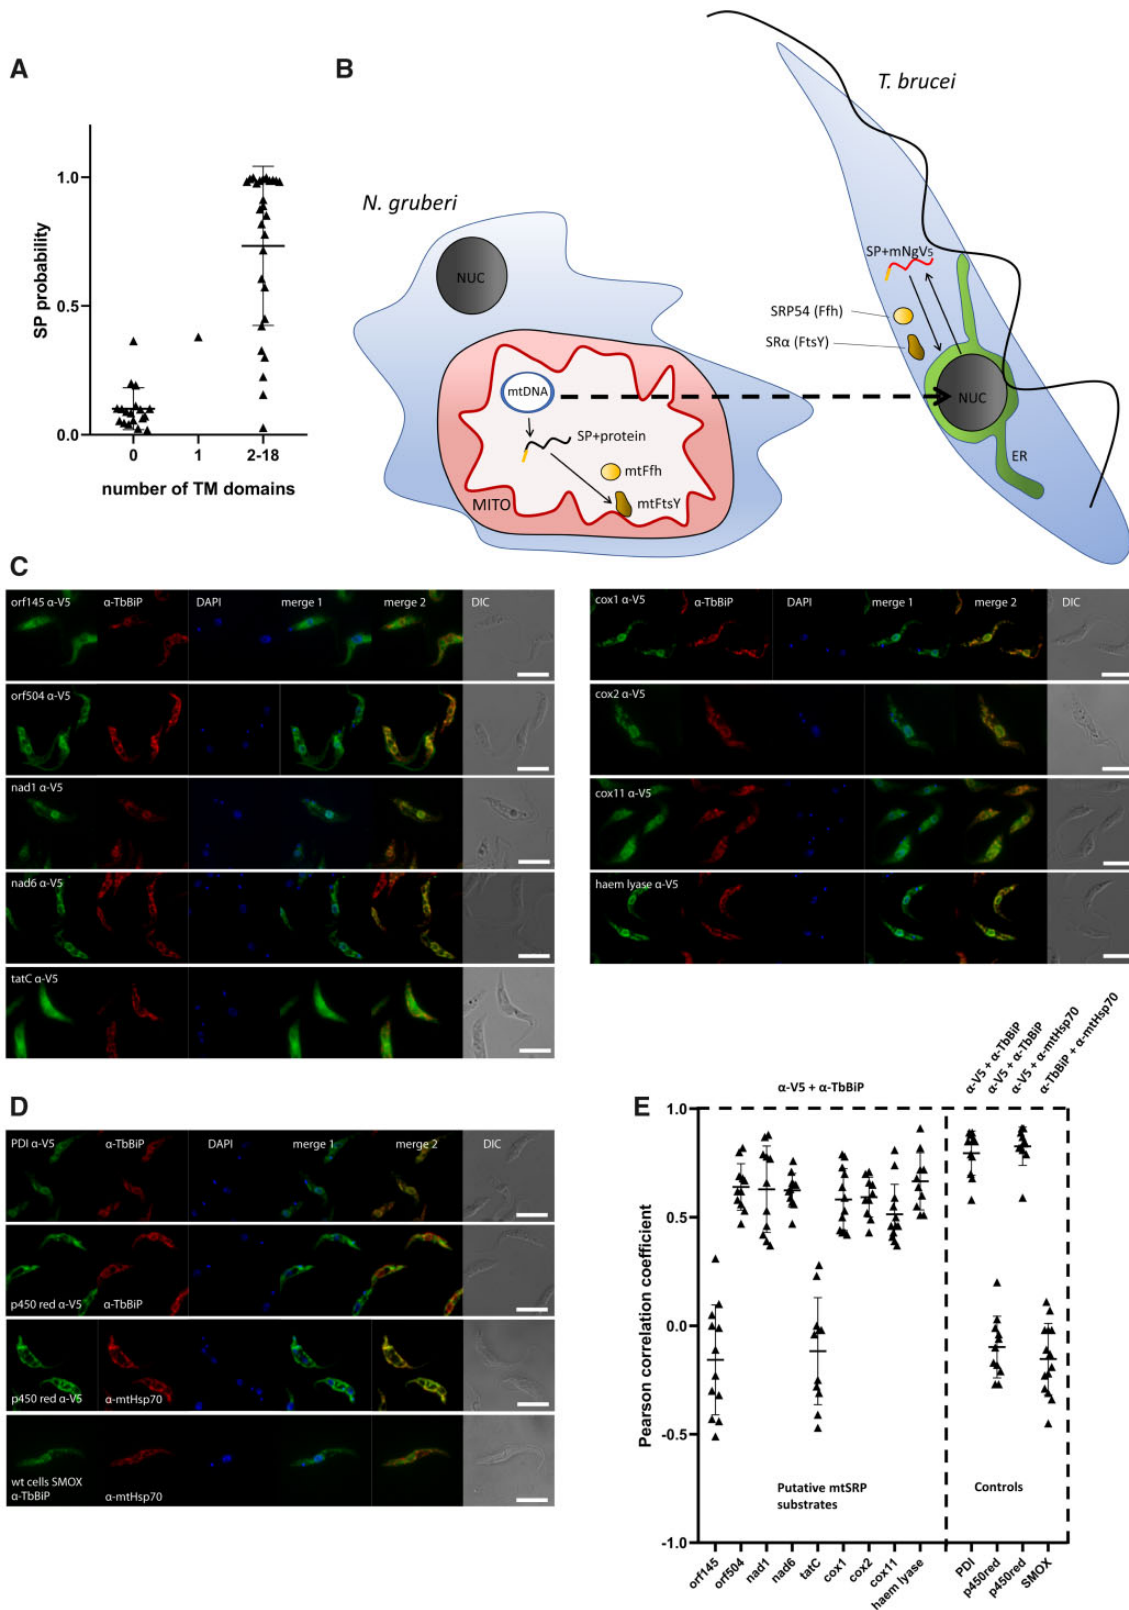 A
SP probability
1.0
0.5
0.0
0 1 2-18
number of TM domains
B
T. brucei
N. gruberi
NUC
SP+mNgV5
SRP54 (Ffh)
SRα (FtsY)
mtDNA
NUC
SP+protein
mtFfh
ER
MITO
mtFtsY
C
orf145 α-V5 α-TbBiP DAPI merge 1 merge 2 DIC
orf504 α-V5
nad1 α-V5
nad6 α-V5
tatC α-V5
cox1 α-V5 α-TbBiP DAPI merge 1 merge 2 DIC
cox2 α-V5
cox11 α-V5
haem lyase α-V5
D
PDI α-V5 α-TbBiP DAPI merge 1 merge 2 DIC
p450 red α-V5 α-TbBiP
p450 red α-V5 α-mtHsp70
wt cells SMOX
α-TbBiP α-mtHsp70
E
α-V5 + α-TbBiP
α-V5 + α-TbBiP
α-V5 + α-TbBiP
α-V5 + α-mtHsp70
α-TbBiP + α-mtHsp70
Pearson correlation coefficient
1.0
0.5
0.0
-0.5
-1.0
Putative mtSRP
substrates
Controls
orf145
orf504
nad1
nad6
tatC
cox1
cox2
cox11
haem lyase
PDI
p450red
p450red
SMOX